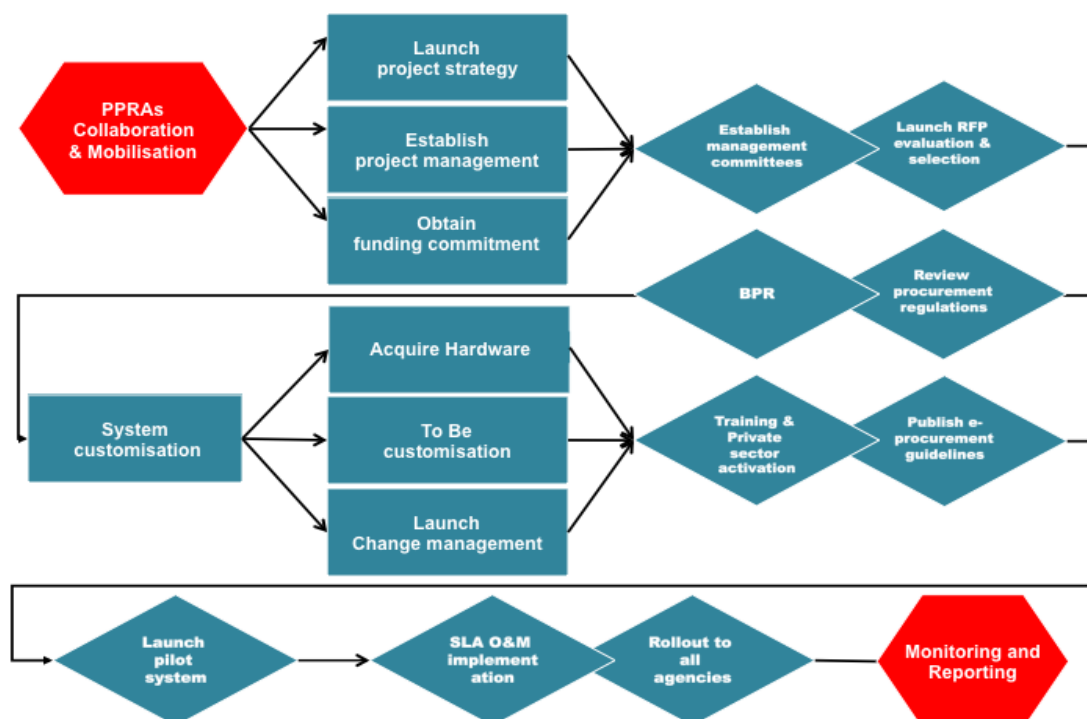 PPRAs
Collaboration
& Mobilisation
Launch
project strategy
Establish
project management
Obtain
funding commitment
Establish
management
committees
Launch RFP
evaluation &
selection
BPR
Review
procurement
regulations
System
customisation
Acquire Hardware
To Be
customisation
Launch
Change management
Training &
Private
sector
activation
Publish e-
procurement
guidelines
Launch
pilot
system
SLA O&M
implement
ation
Rollout to
all
agencies
Monitoring and
Reporting